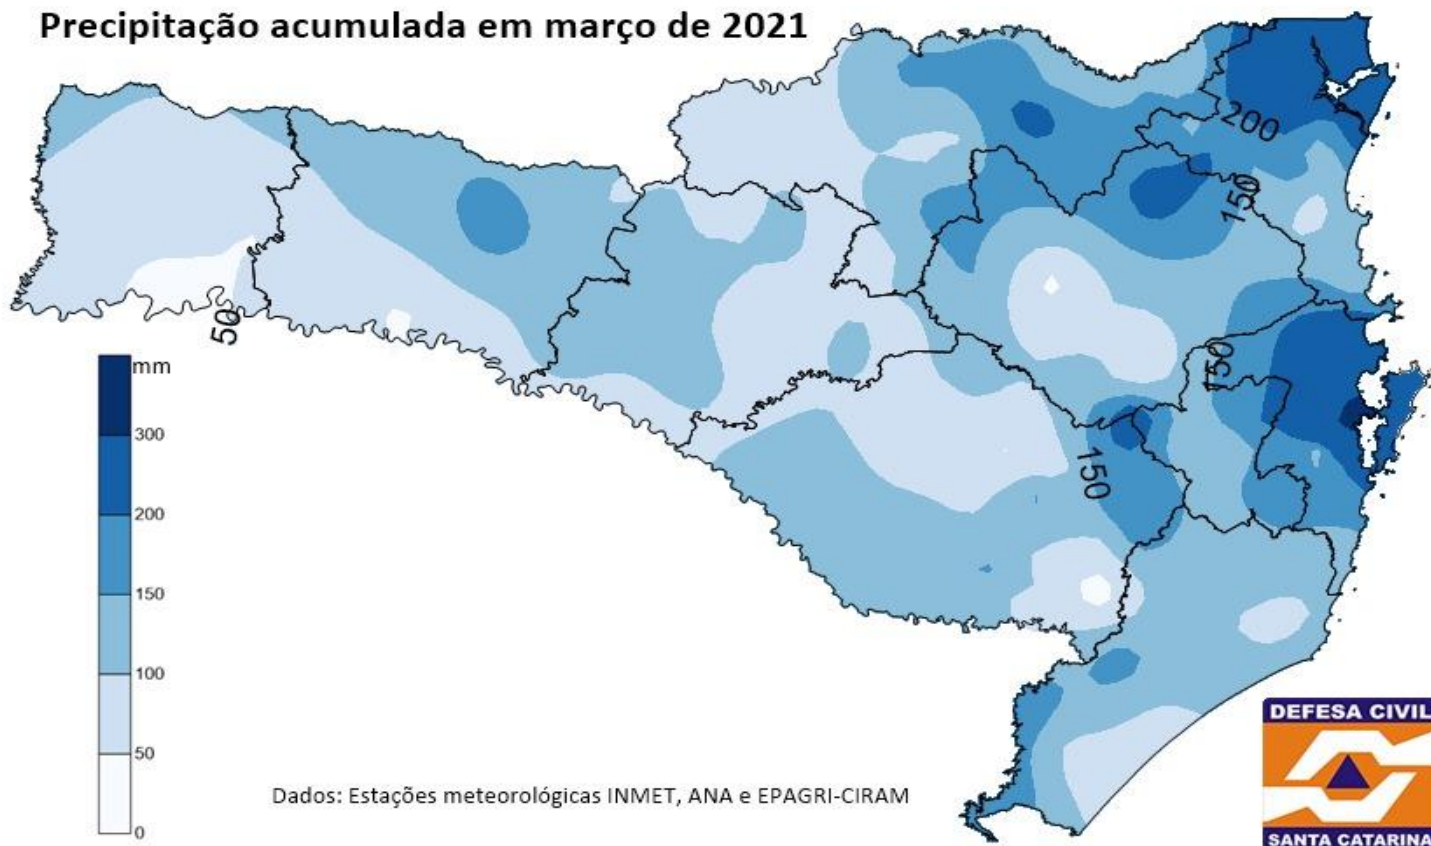 Precipitação acumulada em março de 2021
200
150
50
150
150
mm
300
200
150
100
50
0
Dados: Estações meteorológicas INMET, ANA e EPAGRI-CIRAM
DEFESA CIVIL
SANTA CATARINA